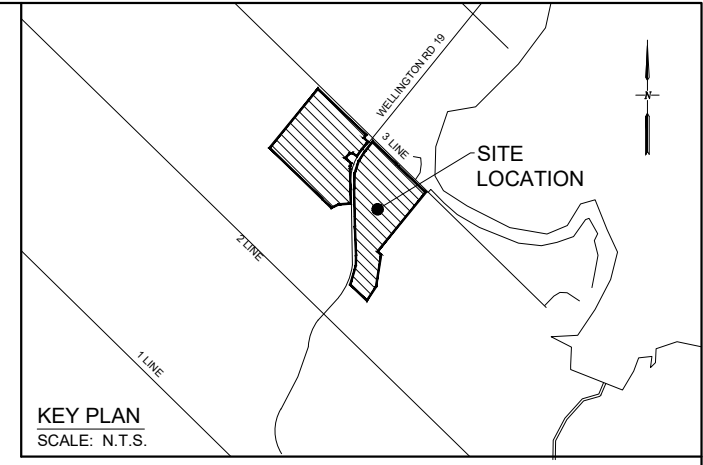 WELLINGTON RD 19
N
3 LINE
SITE
LOCATION
2 LINE
1 LINE
KEY PLAN
SCALE: N.T.S.